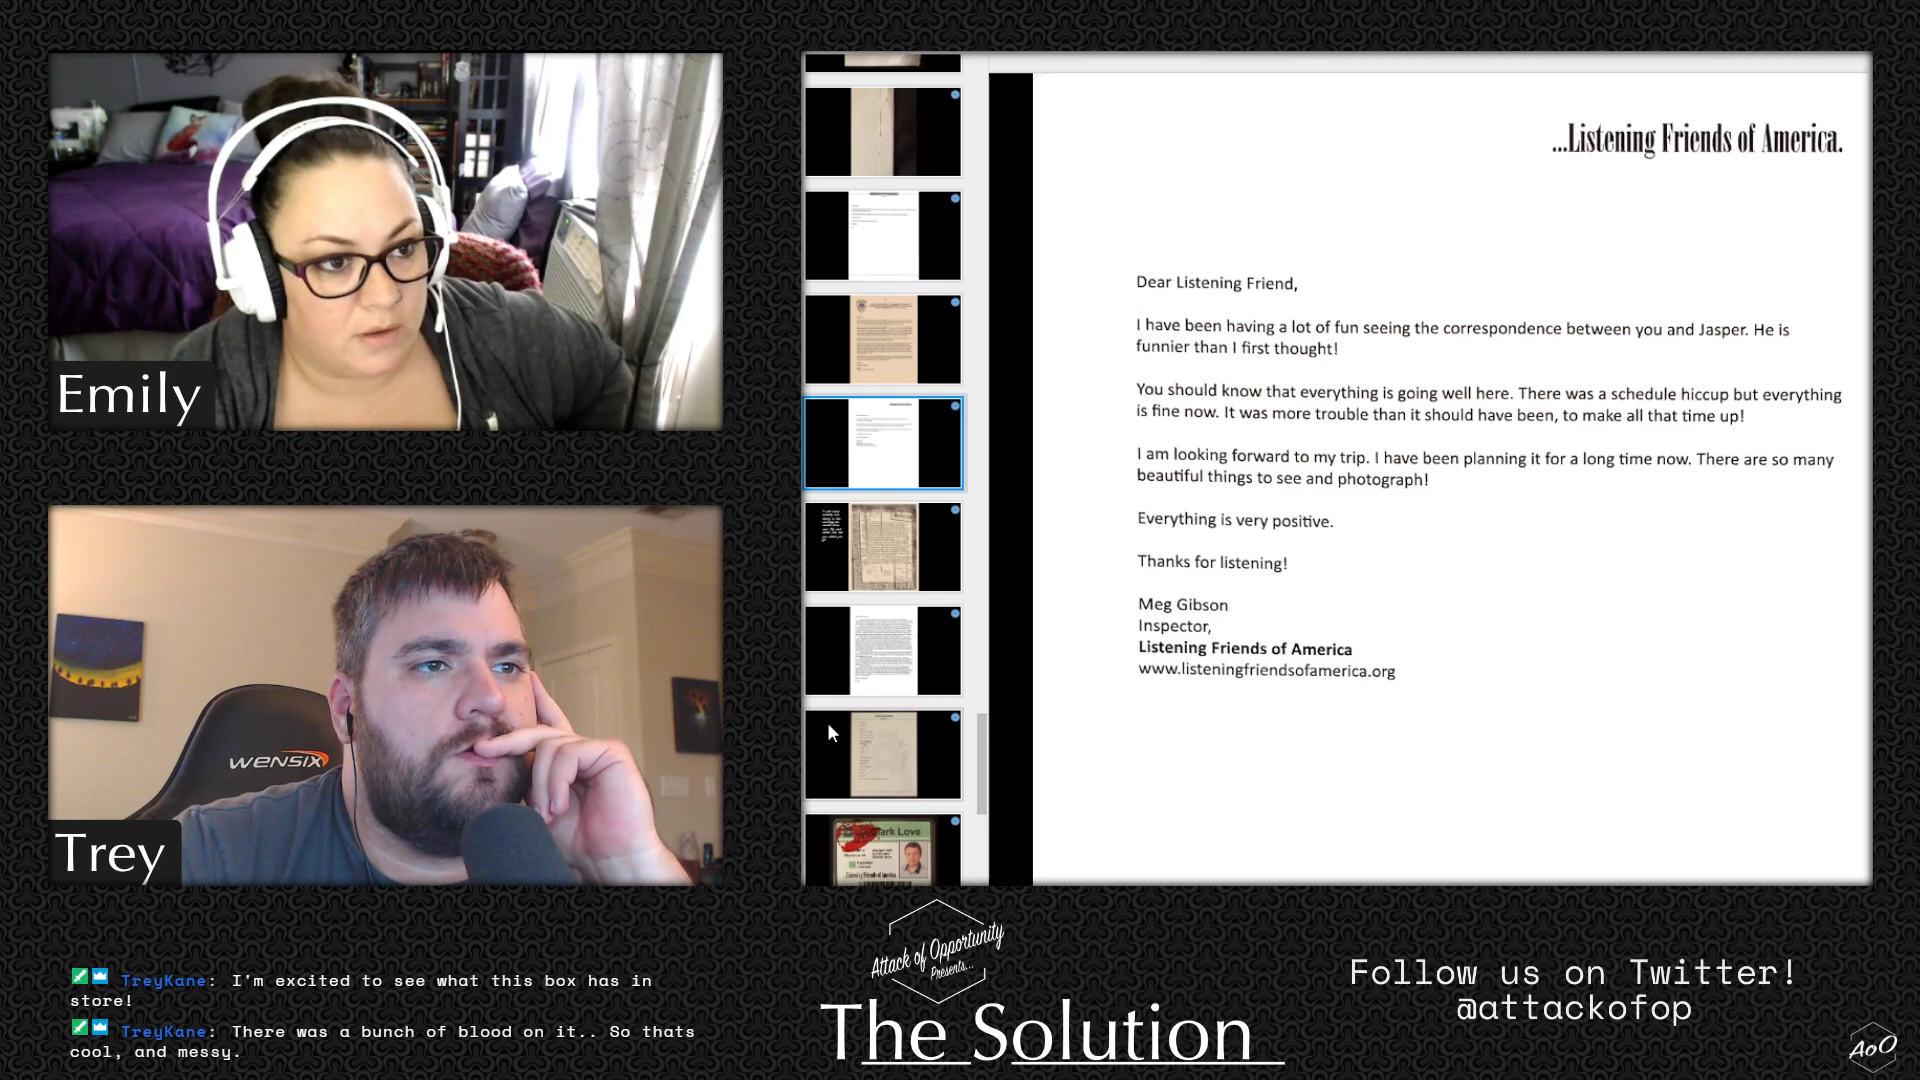 Emily
WENSIX
Trey
...Listening Friends of America.
Dear Listening Friend,
I have been having a lot of fun seeing the correspondence between you and Jasper. He is
funnier than I first thought!
You should know that everything is going well here. There was a schedule hiccup but everything
is fine now. It was more trouble than it should have been, to make all that time up!
I am looking forward to my trip. I have been planning it for a long time now. There are so many
beautiful things to see and photograph!
Everything is very positive.
Thanks for listening!
Meg Gibson
Inspector,
Listening Friends of America
www.listeningfriendsofamerica.org
ark Love
...Listening Friends of America
TreyKane: I'm excited to see what this box has in
store!
TreyKane: There was a bunch of blood on it.. So thats
cool, and messy.
Attack of Opportunity
Presents...
The Solution
Follow us on Twitter!
@attackofop
AoO